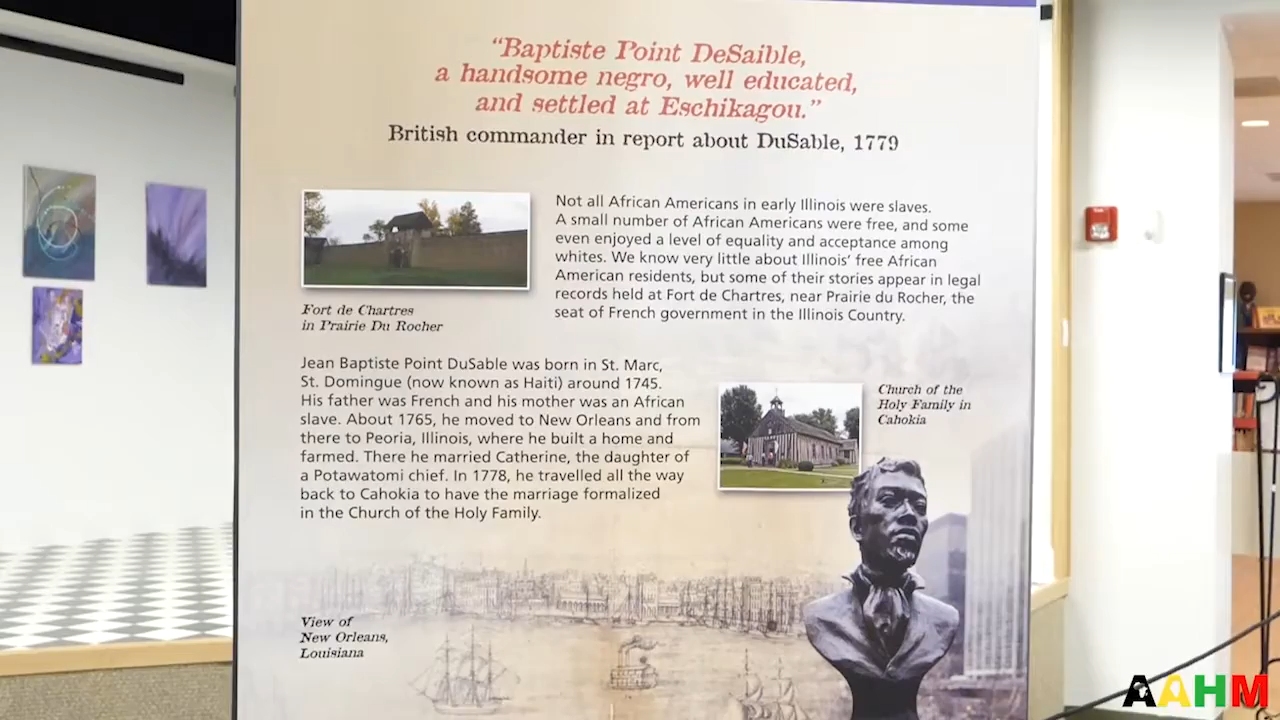 “Baptiste Point DeSaible,
a handsome negro, well educated,
and settled at Eschikagou.”
British commander in report about DuSable, 1779
Not all African Americans in early Illinois were slaves.
A small number of African Americans were free, and some
even enjoyed a level of equality and acceptance among
whites. We know very little about Illinois’ free African
American residents, but some of their stories appear in legal
records held at Fort de Chartres, near Prairie du Rocher, the
seat of French government in the Illinois Country.
Fort de Chartres
in Prairie Du Rocher
Jean Baptiste Point DuSable was born in St. Marc,
St. Domingue (now known as Haiti) around 1745.
His father was French and his mother was an African
slave. About 1765, he moved to New Orleans and from
there to Peoria, Illinois, where he built a home and
farmed. There he married Catherine, the daughter of
a Potawatomi chief. In 1778, he travelled all the way
back to Cahokia to have the marriage formalized
in the Church of the Holy Family.
Church of the
Holy Family in
Cahokia
View of
New Orleans,
Louisiana
AAHM